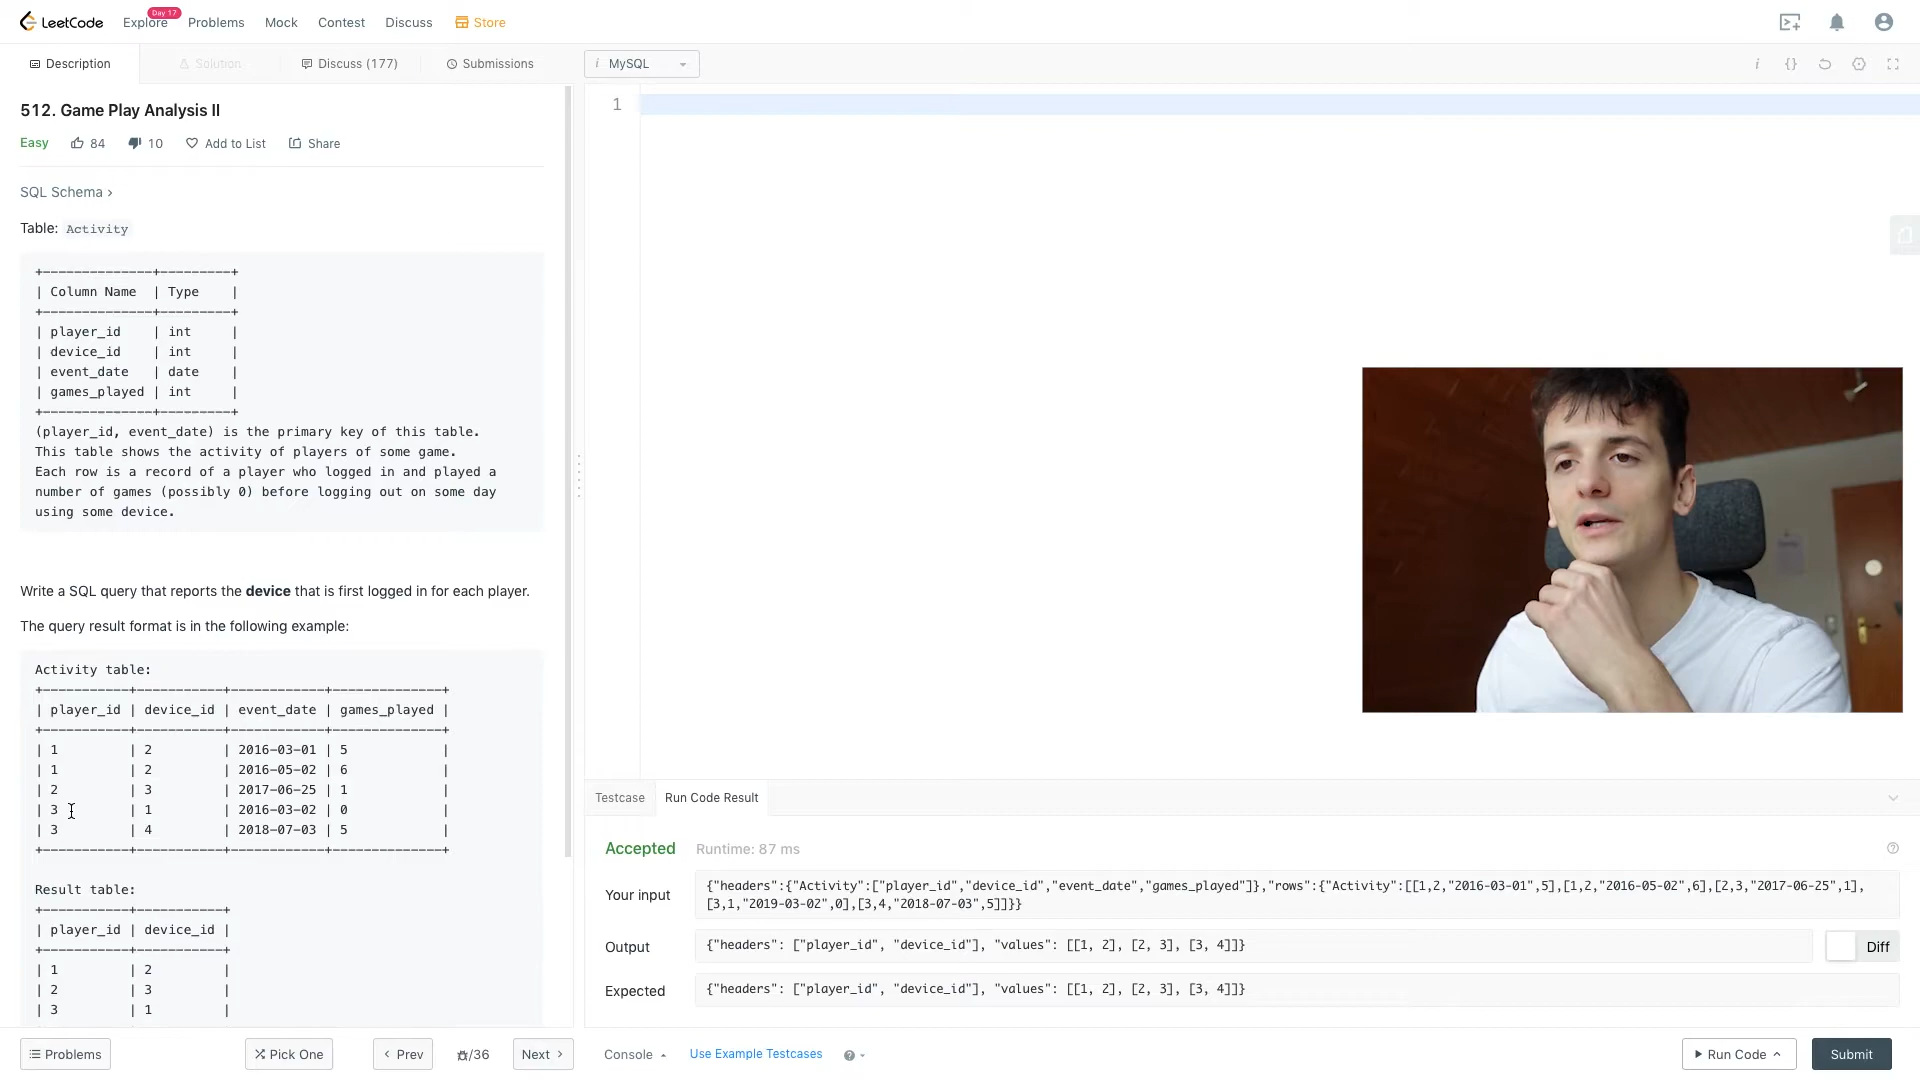 LeetCode Explore Day 17 Problems Mock Contest Discuss Store
Description Solution Discuss (177) Submissions i MySQL i {}
512. Game Play Analysis II
Easy 84 10 Add to List Share
SQL Schema ›
Table: Activity
+--------------+---------+
| Column Name  | Type    |
+--------------+---------+
| player_id    | int     |
| device_id    | int     |
| event_date   | date    |
| games_played | int     |
+--------------+---------+
(player_id, event_date) is the primary key of this table.
This table shows the activity of players of some game.
Each row is a record of a player who logged in and played a
number of games (possibly 0) before logging out on some day
using some device.
Write a SQL query that reports the device that is first logged in for each player.
The query result format is in the following example:
Activity table:
+-----------+-----------+------------+--------------+
| player_id | device_id | event_date | games_played |
+-----------+-----------+------------+--------------+
| 1         | 2         | 2016-03-01 | 5            |
| 1         | 2         | 2016-05-02 | 6            |
| 2         | 3         | 2017-06-25 | 1            |
| 3         | 1         | 2016-03-02 | 0            |
| 3         | 4         | 2018-07-03 | 5            |
+-----------+-----------+------------+--------------+
Result table:
+-----------+-----------+
| player_id | device_id |
+-----------+-----------+
| 1         | 2         |
| 2         | 3         |
| 3         | 1         |
1
Testcase Run Code Result
Accepted Runtime: 87 ms
Your input
{"headers":{"Activity":["player_id","device_id","event_date","games_played"]},"rows":{"Activity":[[1,2,"2016-03-01",5],[1,2,"2016-05-02",6],[2,3,"2017-06-25",1],
[3,1,"2019-03-02",0],[3,4,"2018-07-03",5]]}}
Output {"headers": ["player_id", "device_id"], "values": [[1, 2], [2, 3], [3, 4]]} Diff
Expected {"headers": ["player_id", "device_id"], "values": [[1, 2], [2, 3], [3, 4]]}
Problems Pick One ‹ Prev /36 Next › Console Use Example Testcases Run Code Submit